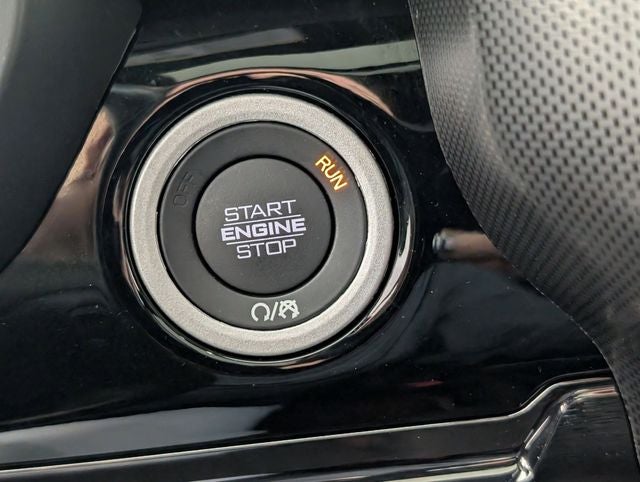 OFF
RUN
START
ENGINE
STOP
/